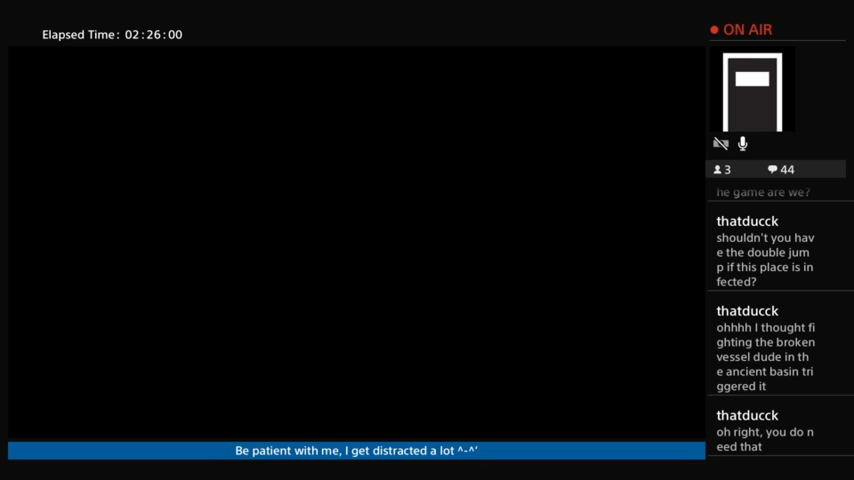 Elapsed Time: 02:26:00
ON AIR
3 44
he game are we?
thatducck
shouldn't you hav
e the double jum
p if this place is in
fected?
thatducck
ohhhh I thought fi
ghting the broken
vessel dude in th
e ancient basin tri
ggered it
thatducck
oh right, you do n
eed that
Be patient with me, I get distracted a lot ^-^'